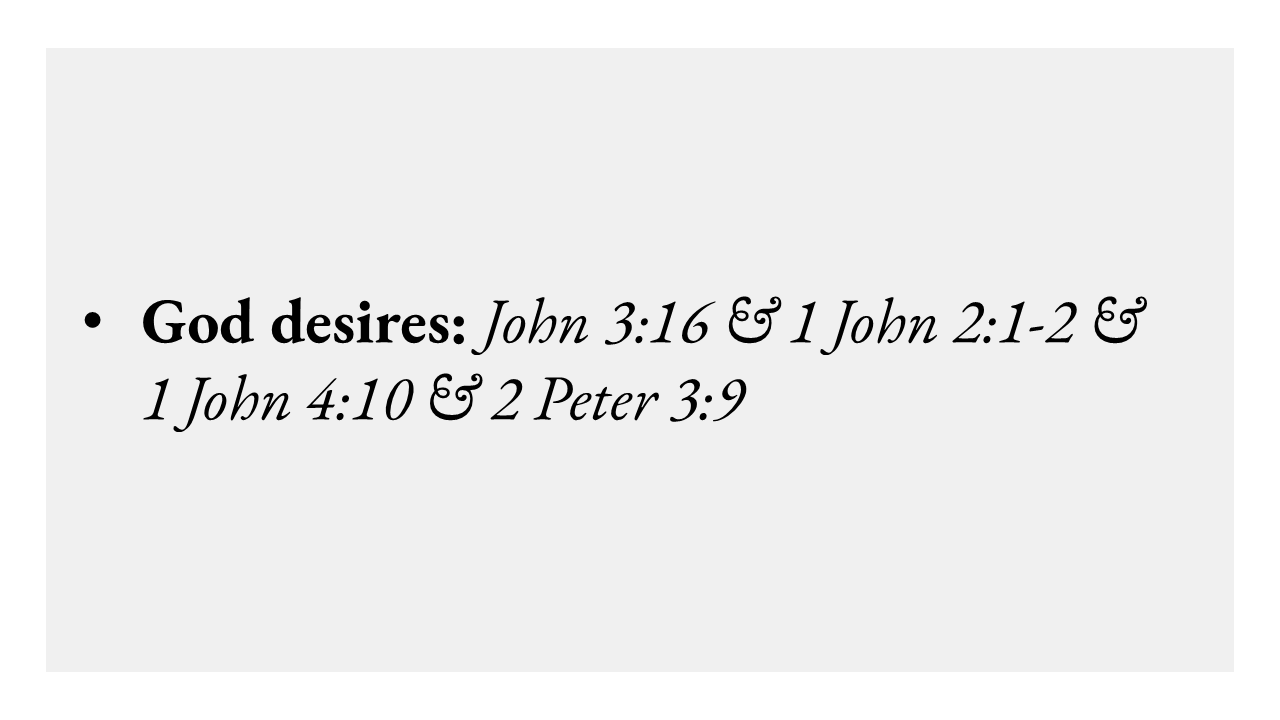 • God desires: John 3:16 & 1 John 2:1-2 &
1 John 4:10 & 2 Peter 3:9